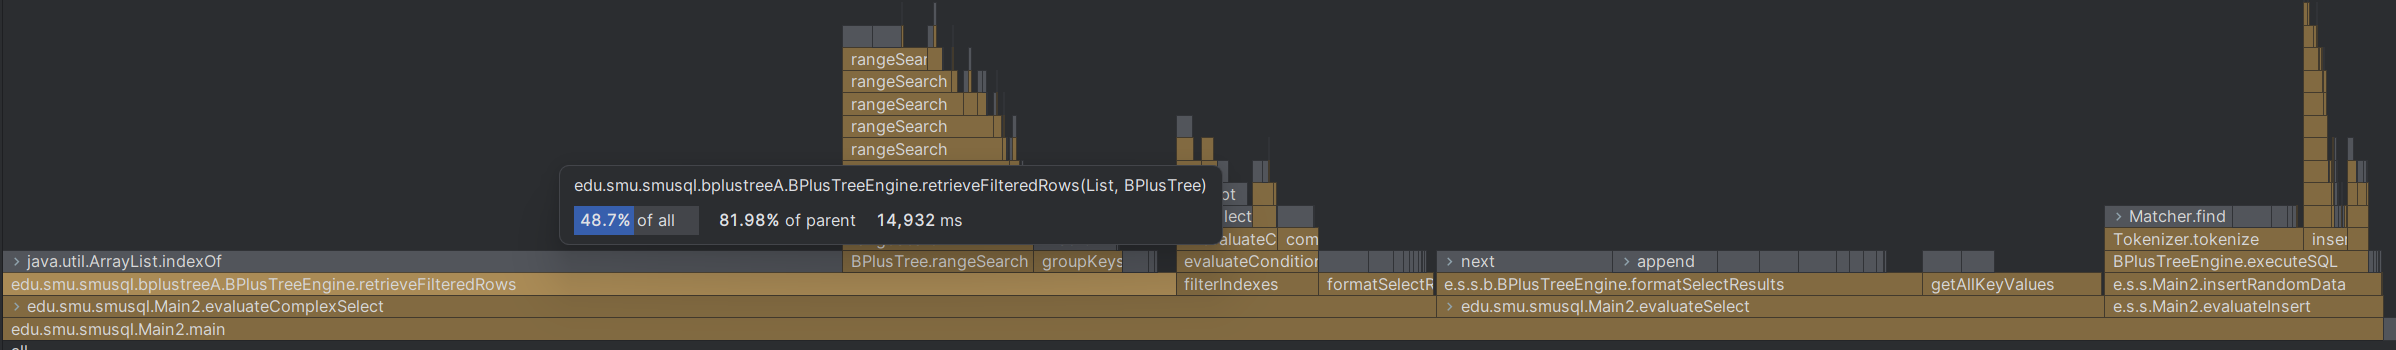 rangeSear
rangeSearch
rangeSearch
rangeSearch
rangeSearch
edu.smu.smusql.bplustreeA.BPlusTreeEngine.retrieveFilteredRows(List, BPlusTree)
48.7% of all 81.98% of parent 14,932 ms
pt
lect Matcher.find
aluateC com Tokenizer.tokenize inser
java.util.ArrayList.indexOf BPlusTree.rangeSearch groupKeys evaluateCondition next append BPlusTreeEngine.executeSQL
edu.smu.smusql.bplustreeA.BPlusTreeEngine.retrieveFilteredRows filterIndexes formatSelectR e.s.s.b.BPlusTreeEngine.formatSelectResults getAllKeyValues e.s.s.Main2.insertRandomData
edu.smu.smusql.Main2.evaluateComplexSelect edu.smu.smusql.Main2.evaluateSelect e.s.s.Main2.evaluateInsert
edu.smu.smusql.Main2.main